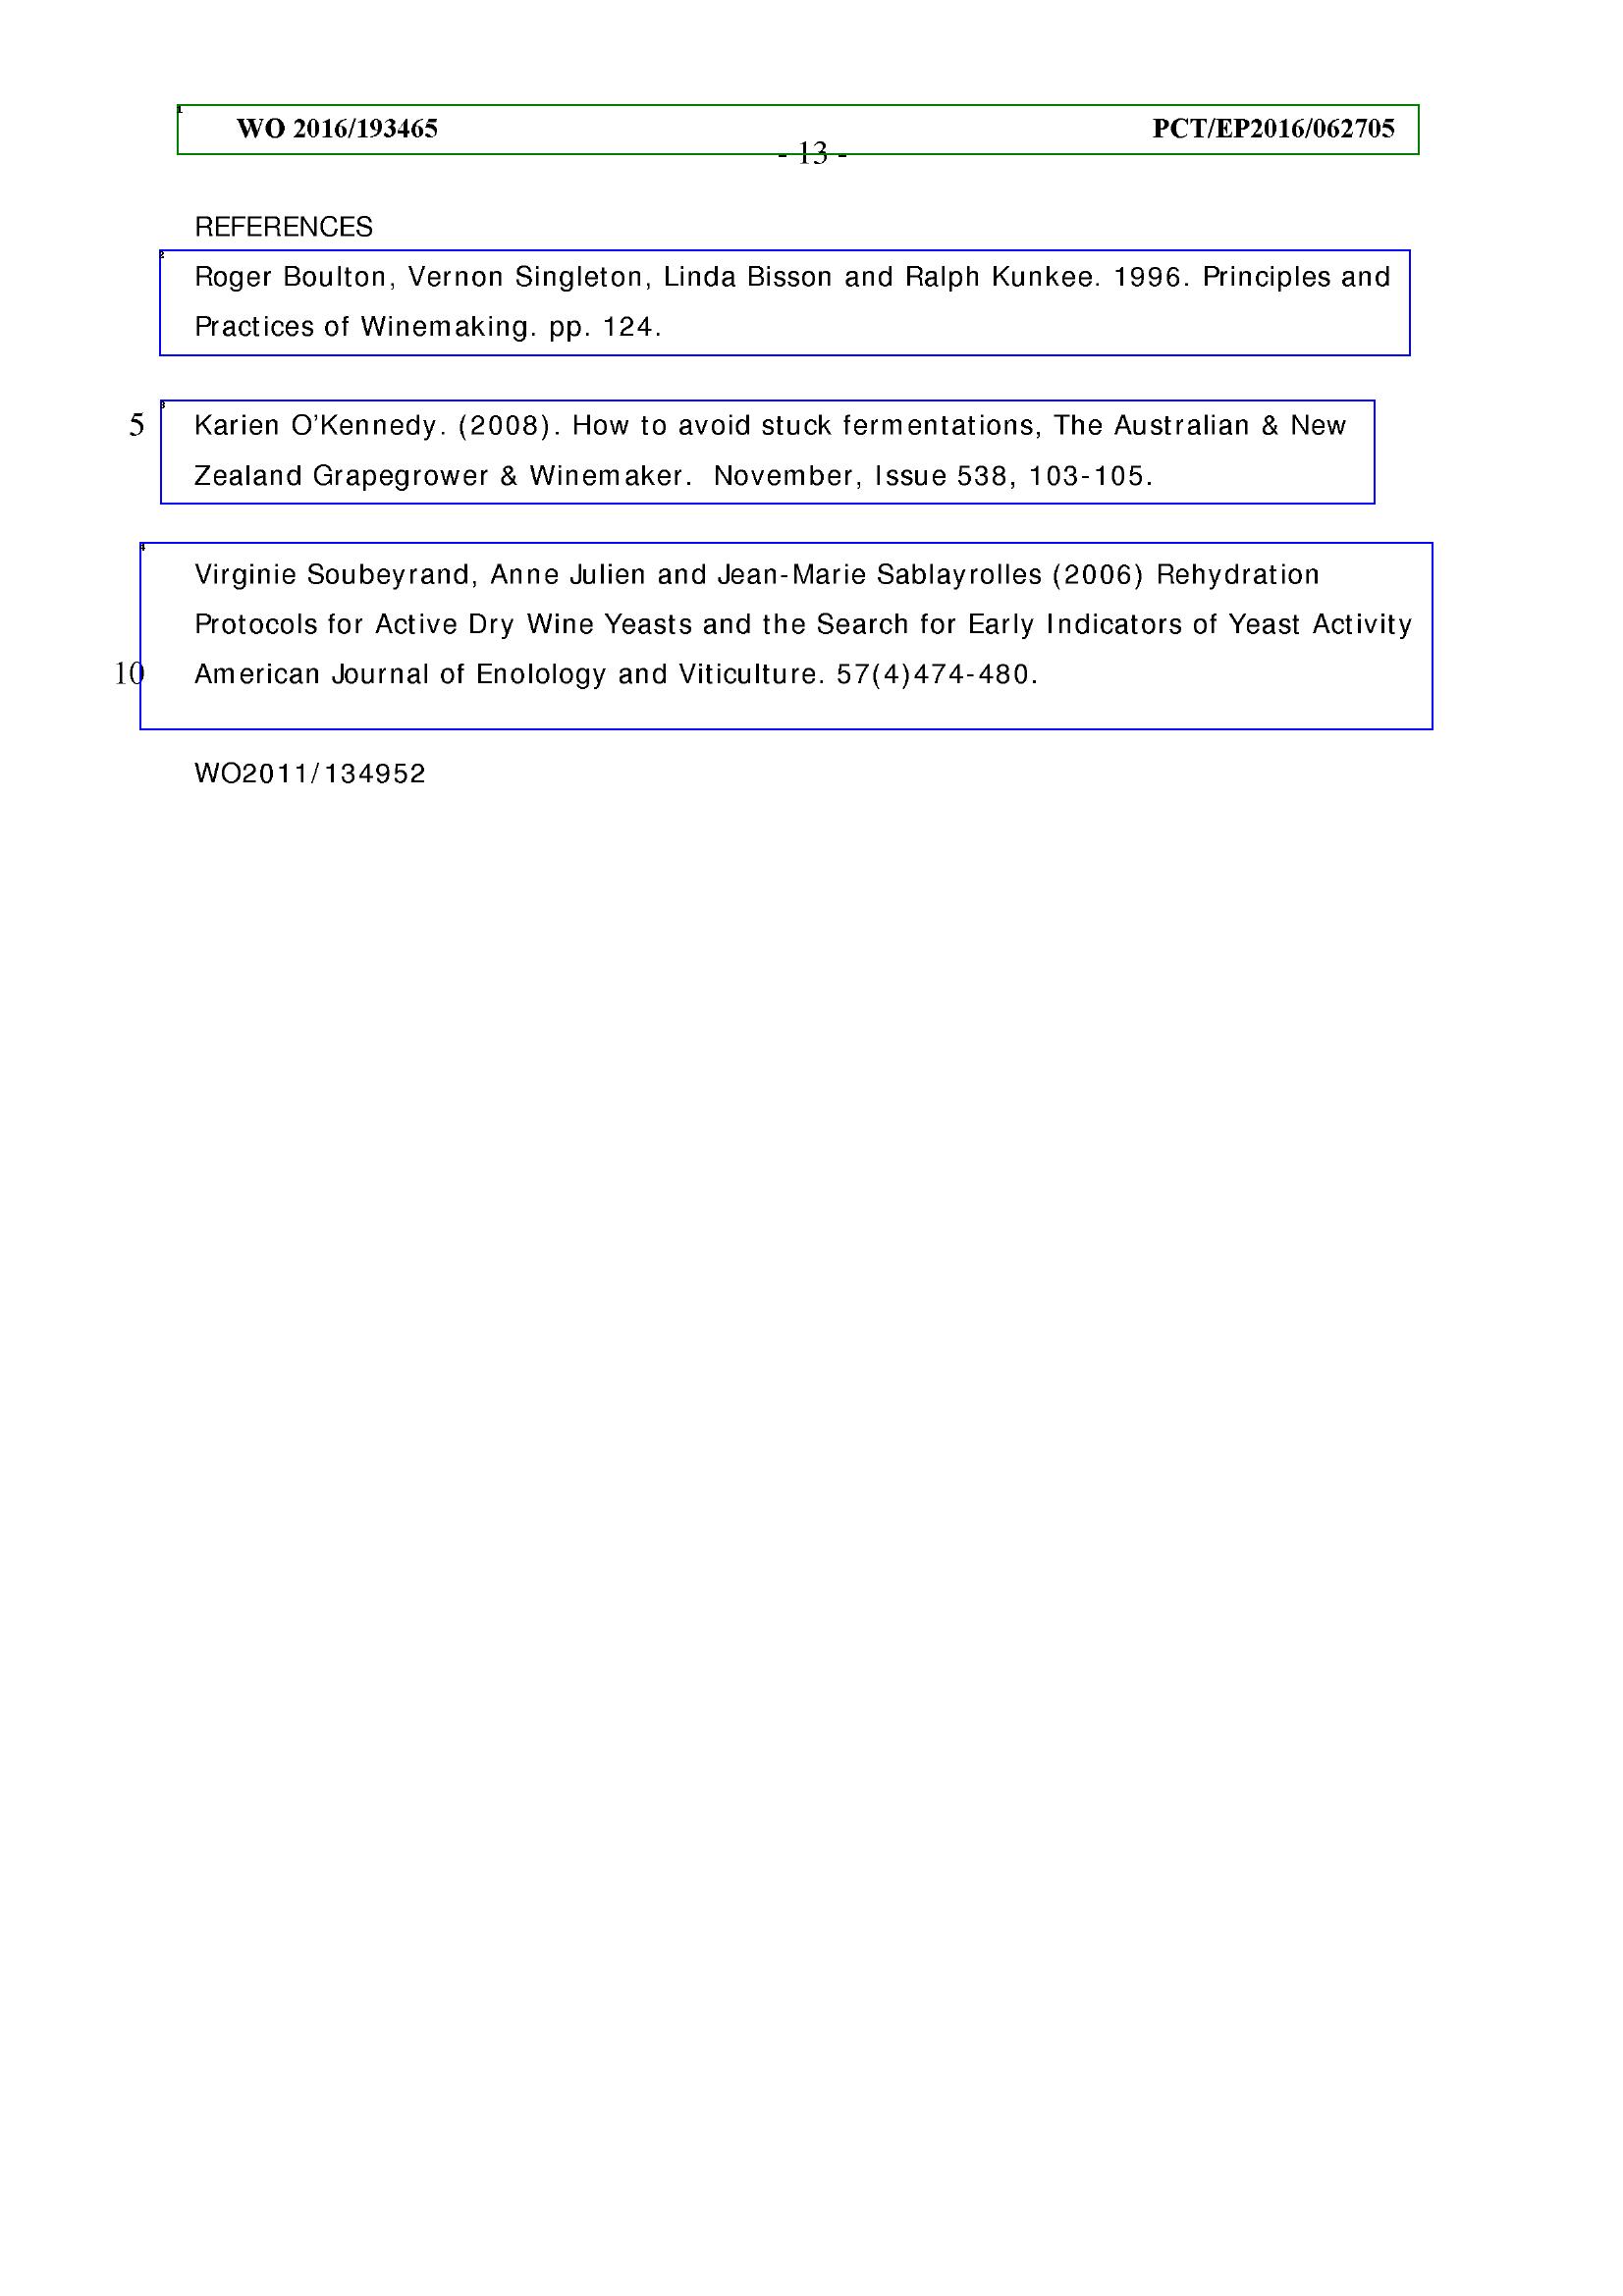 WO 2016/193465 PCT/EP2016/062705
- 13 -
REFERENCES
Roger Boulton, Vernon Singleton, Linda Bisson and Ralph Kunkee. 1996. Principles and
Practices of Winemaking. pp. 124.
5 Karien O'Kennedy. (2008). How to avoid stuck fermentations, The Australian & New
Zealand Grapegrower & Winemaker. November, Issue 538, 103-105.
Virginie Soubeyrand, Anne Julien and Jean-Marie Sablayrolles (2006) Rehydration
Protocols for Active Dry Wine Yeasts and the Search for Early Indicators of Yeast Activity
10 American Journal of Enolology and Viticulture. 57(4)474-480.
WO2011/134952